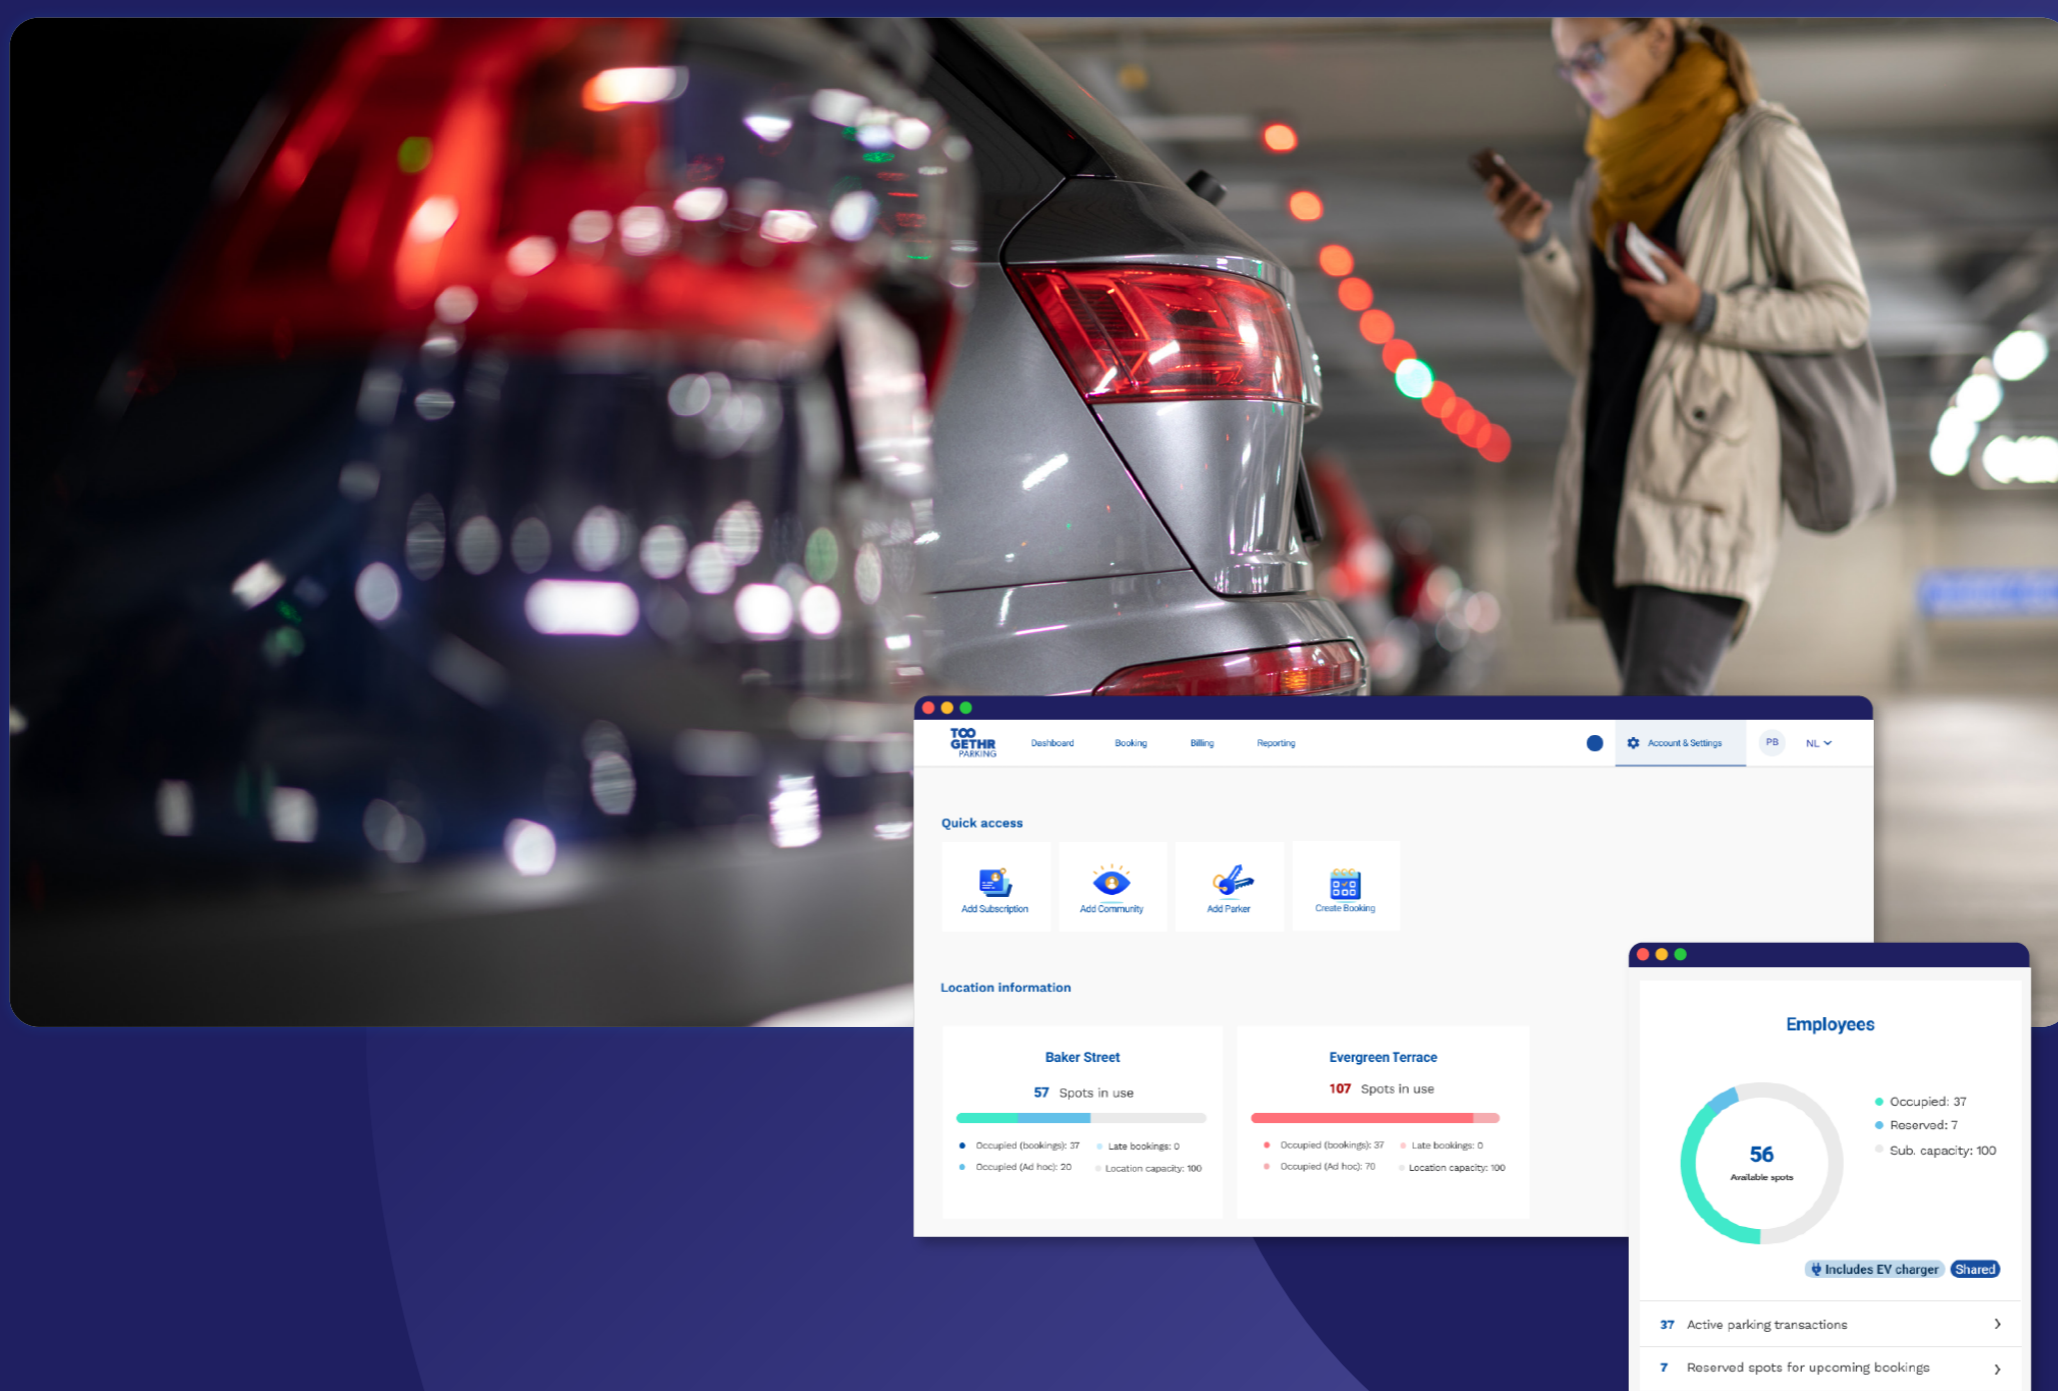 TOO
GETHR
PARKING
Dashboard
Booking
Billing
Reporting
Account & Settings
PB
NL
Quick access
Add Subscription
Add Community
Add Parker
Create Booking
Location information
Baker Street
57 Spots in use
Occupied (bookings): 37
Late bookings: 0
Occupied (Ad hoc): 20
Location capacity: 100
Evergreen Terrace
107 Spots in use
Occupied (bookings): 37
Late bookings: 0
Occupied (Ad hoc): 70
Location capacity: 100
Employees
56
Available spots
Occupied: 37
Reserved: 7
Sub. capacity: 100
Includes EV charger
Shared
37 Active parking transactions
7 Reserved spots for upcoming bookings